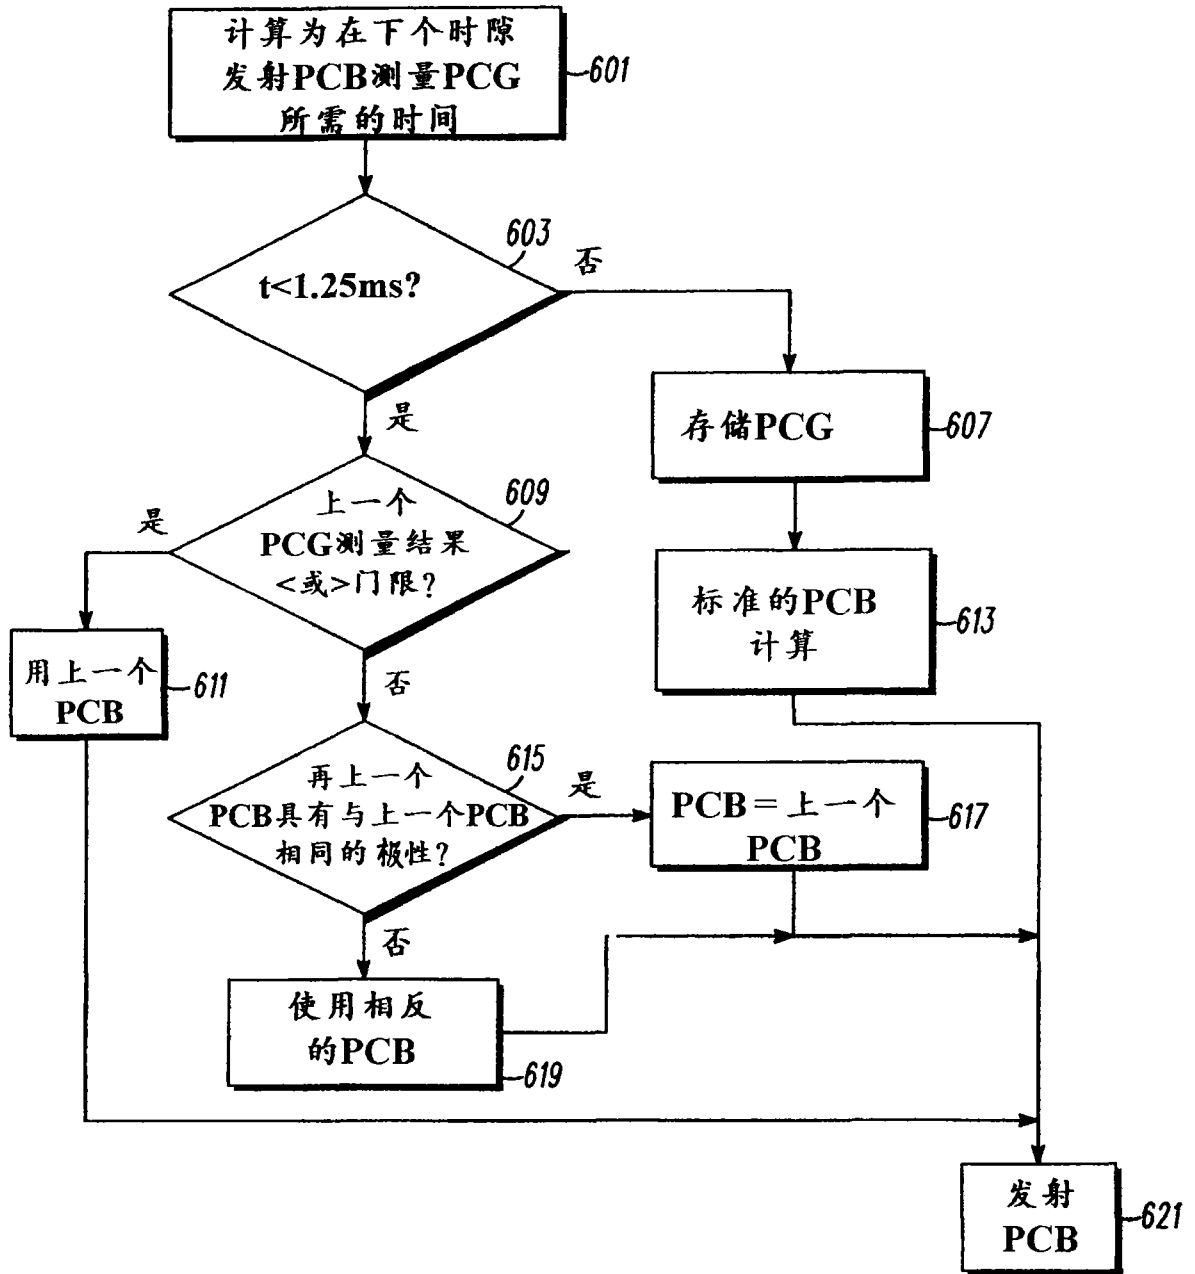 计算为在下个时隙
发射PCB测量PCG
所需的时间
601
t<1.25ms?
603
否
是
存储PCG
607
上一个
PCG测量结果
<或>门限?
609
是
否
用上一个
PCB
611
标准的PCB
计算
613
再上一个
PCB具有与上一个PCB
相同的极性?
615
是
否
PCB=上一个
PCB
617
使用相反
的PCB
619
发射
PCB
621